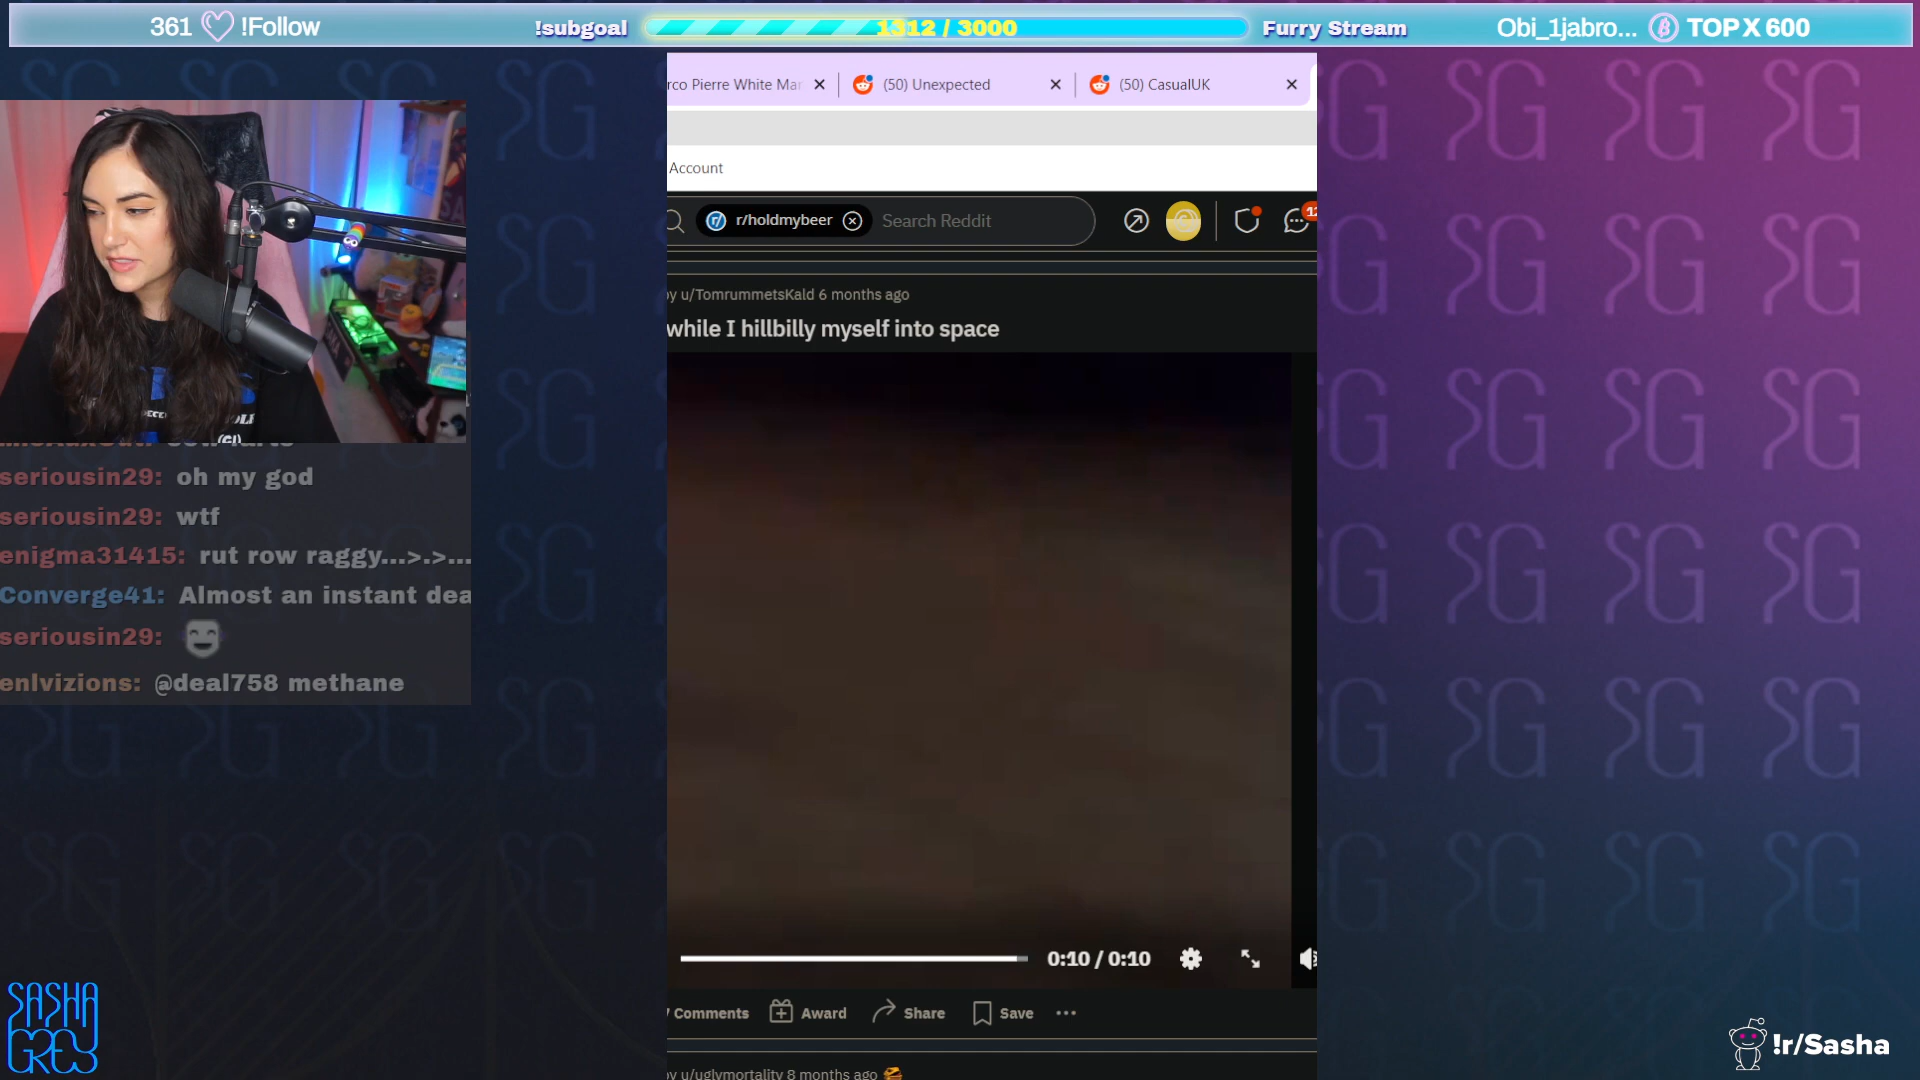 361 !Follow
!subgoal
1312 / 3000
Furry Stream
Obi_1jabro... TOP X 600
rco Pierre White Mar
(50) Unexpected
(50) CasualUK
Account
r/holdmybeer
Search Reddit
12
by u/TomrummetsKald 6 months ago
while I hillbilly myself into space
seriousin29: oh my god
seriousin29: wtf
enigma31415: rut row raggy...>.>...
Converge41: Almost an instant dea
seriousin29:
enlvizions: @deal758 methane
0:10 / 0:10
Comments
Award
Share
Save
by u/uglymortality 8 months ago
SASHA
GREY
!r/Sasha